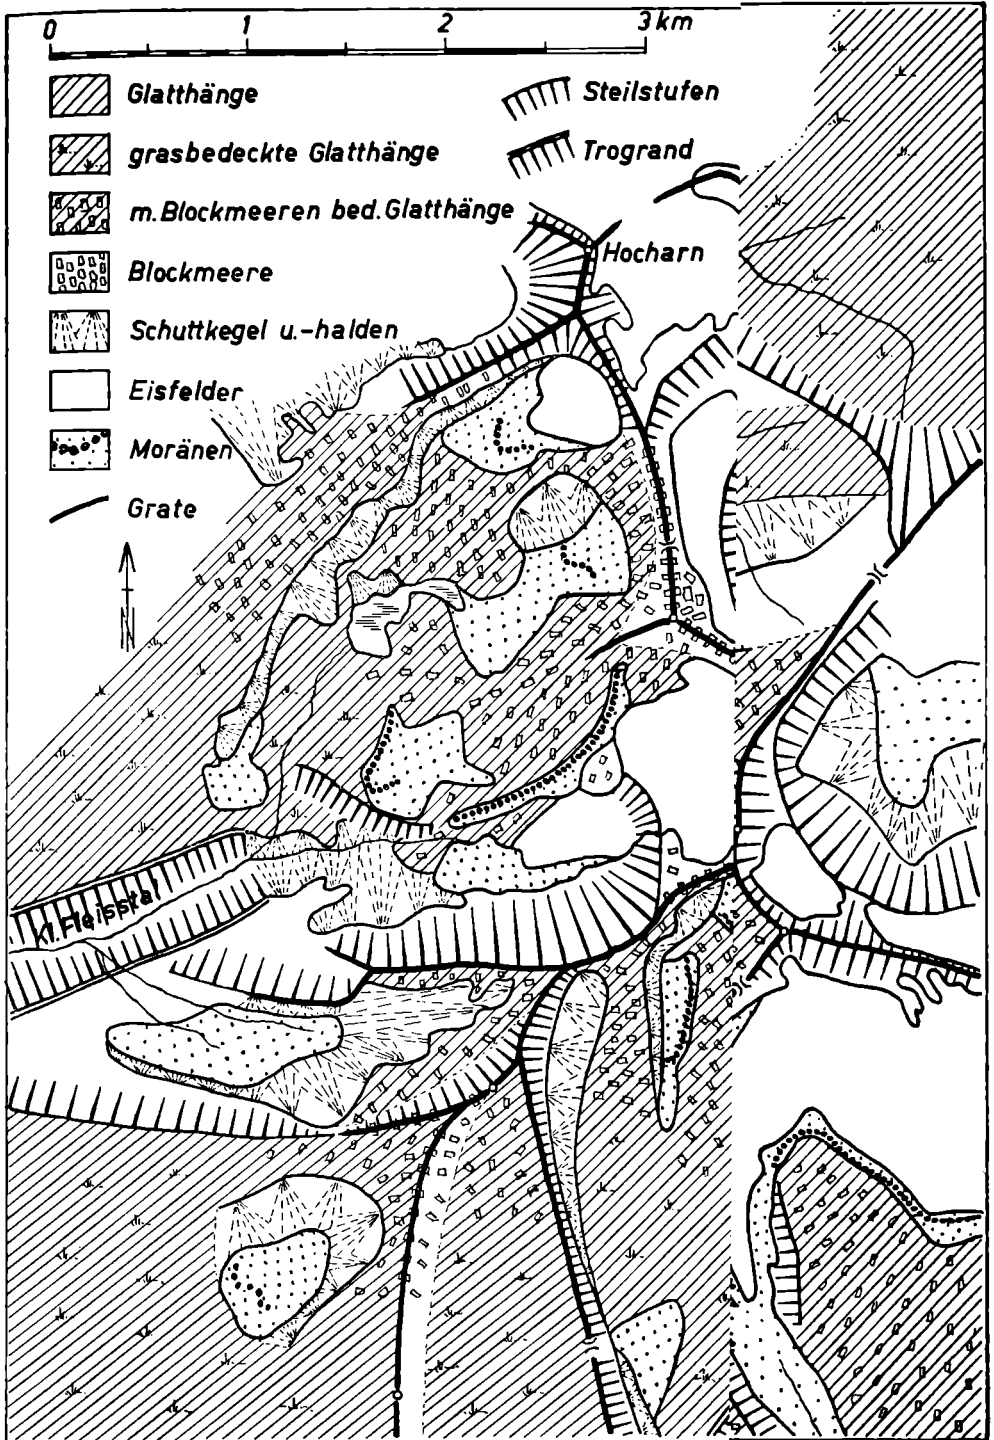 0 1 2 3 km
Glatthänge
grasbedeckte Glatthänge
m. Blockmeeren bed. Glatthänge
Blockmeere
Schuttkegel u.-halden
Eisfelder
Moränen
Grate
Steilstufen
Trogrand
Hocharn
N
Kl. Fleisstal